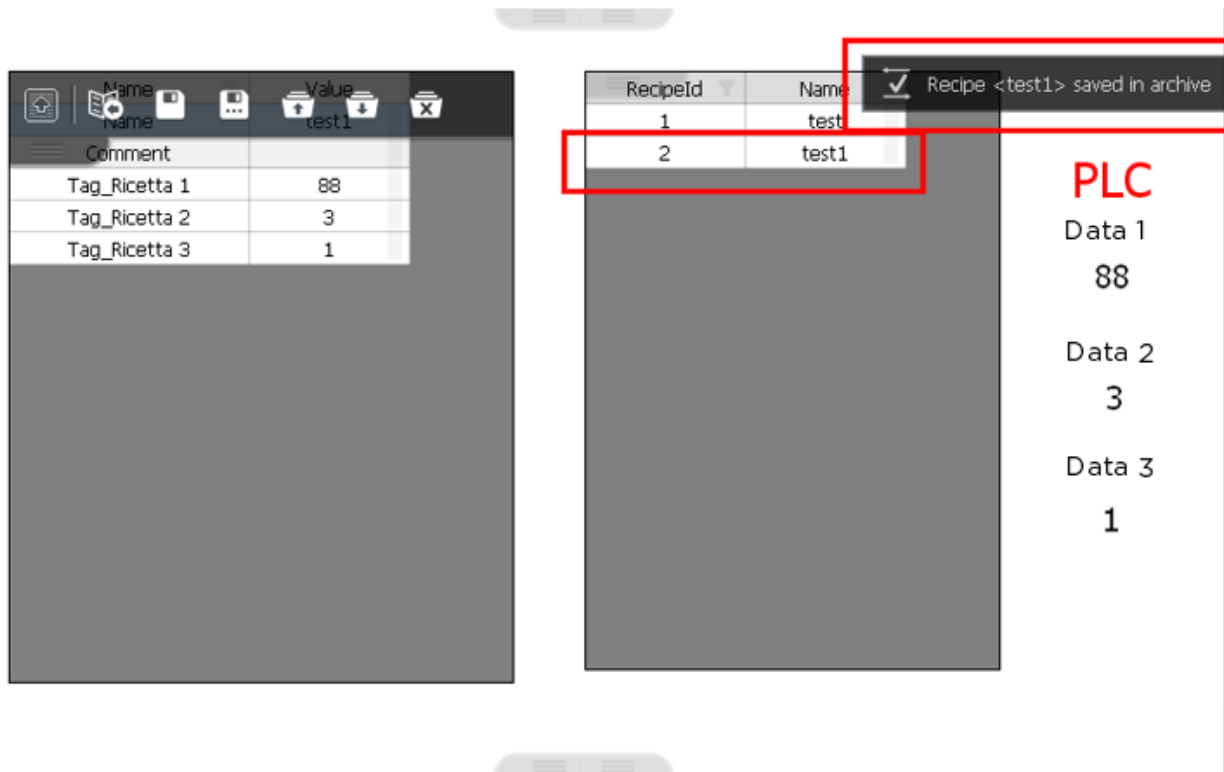 Name Value
Name test1
Comment
Tag_Ricetta 1 88
Tag_Ricetta 2 3
Tag_Ricetta 3 1
RecipeId Name
1 test
2 test1
Recipe <test1> saved in archive
PLC
Data 1
88
Data 2
3
Data 3
1